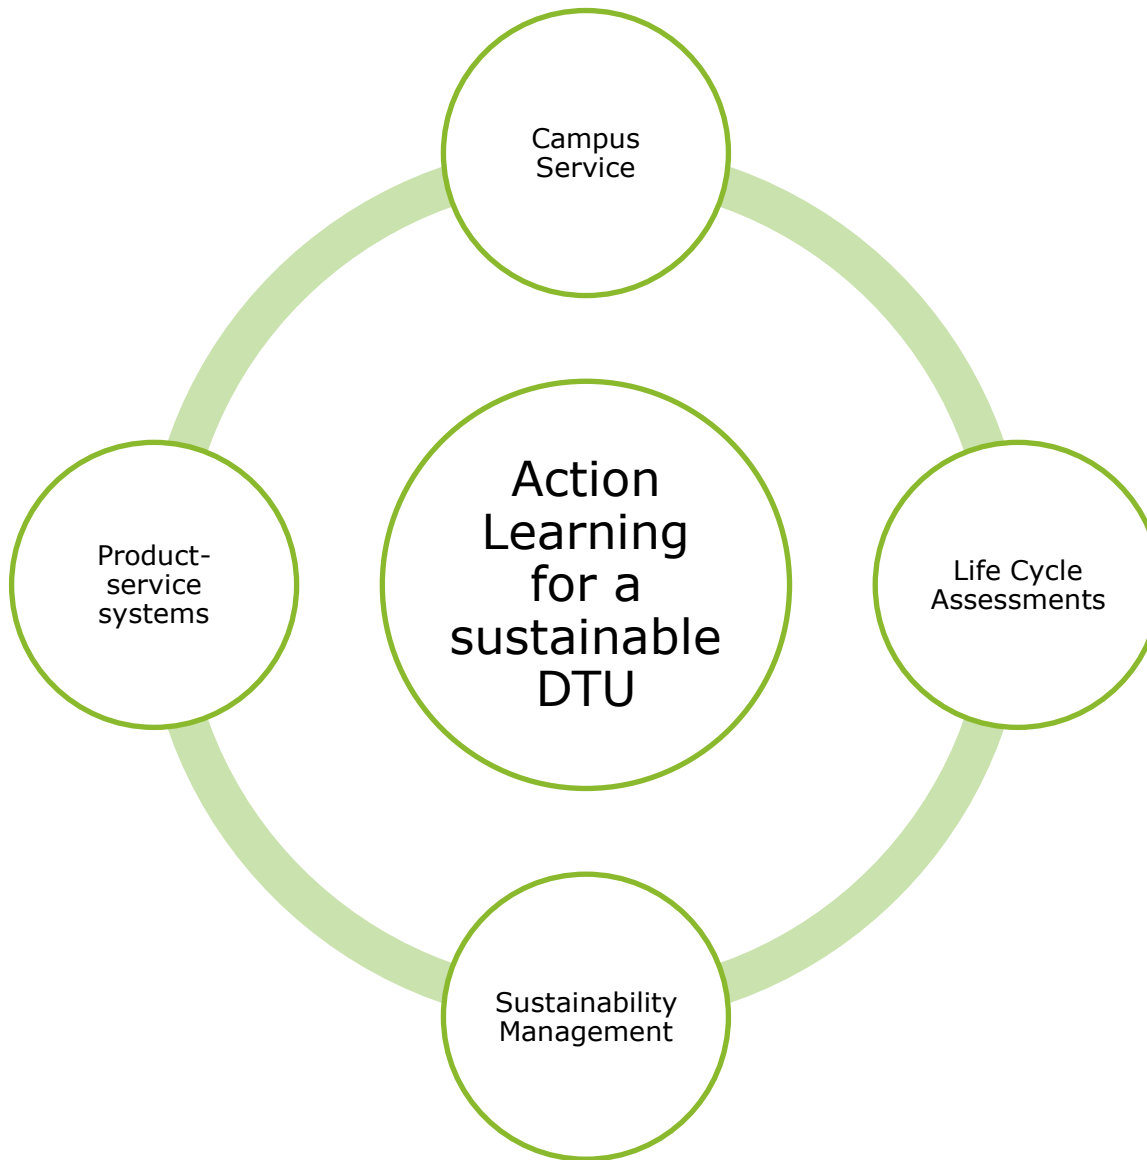 Campus
Service
Product-
service
systems
Action
Learning
for a
sustainable
DTU
Life Cycle
Assessments
Sustainability
Management